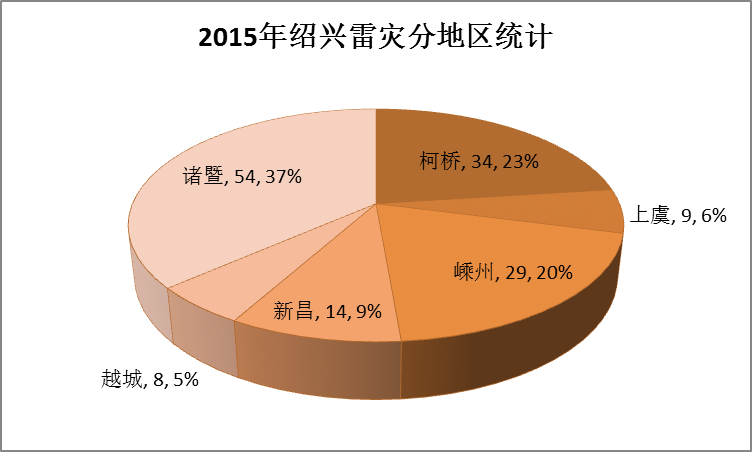 2015年绍兴雷灾分地区统计
柯桥, 34, 23%
诸暨, 54, 37%
上虞, 9, 6%
嵊州, 29, 20%
新昌, 14, 9%
越城, 8, 5%